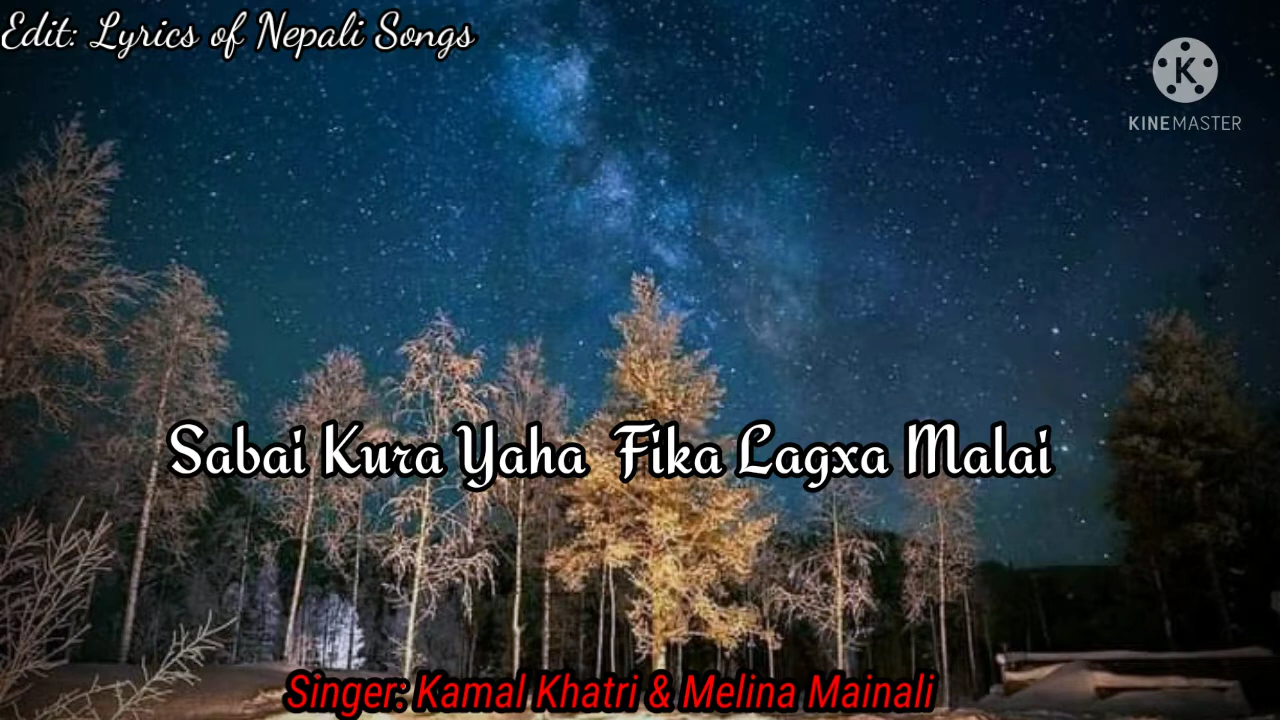 Edit: Lyrics of Nepali Songs
KINEMASTER
Sabai Kura Yaha Fika Lagxa Malai
Singer: Kamal Khatri & Melina Mainali